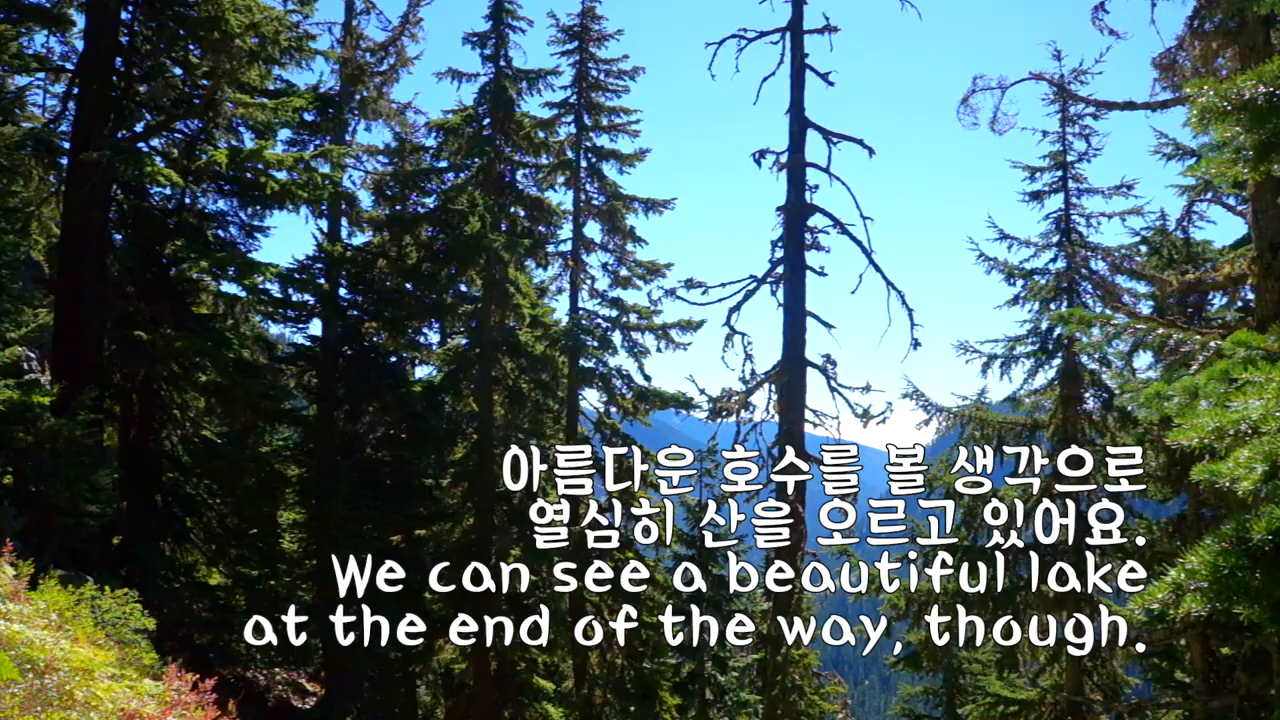 아름다운 호수를 볼 생각으로
열심히 산을 오르고 있어요.
We can see a beautiful lake
at the end of the way, though.